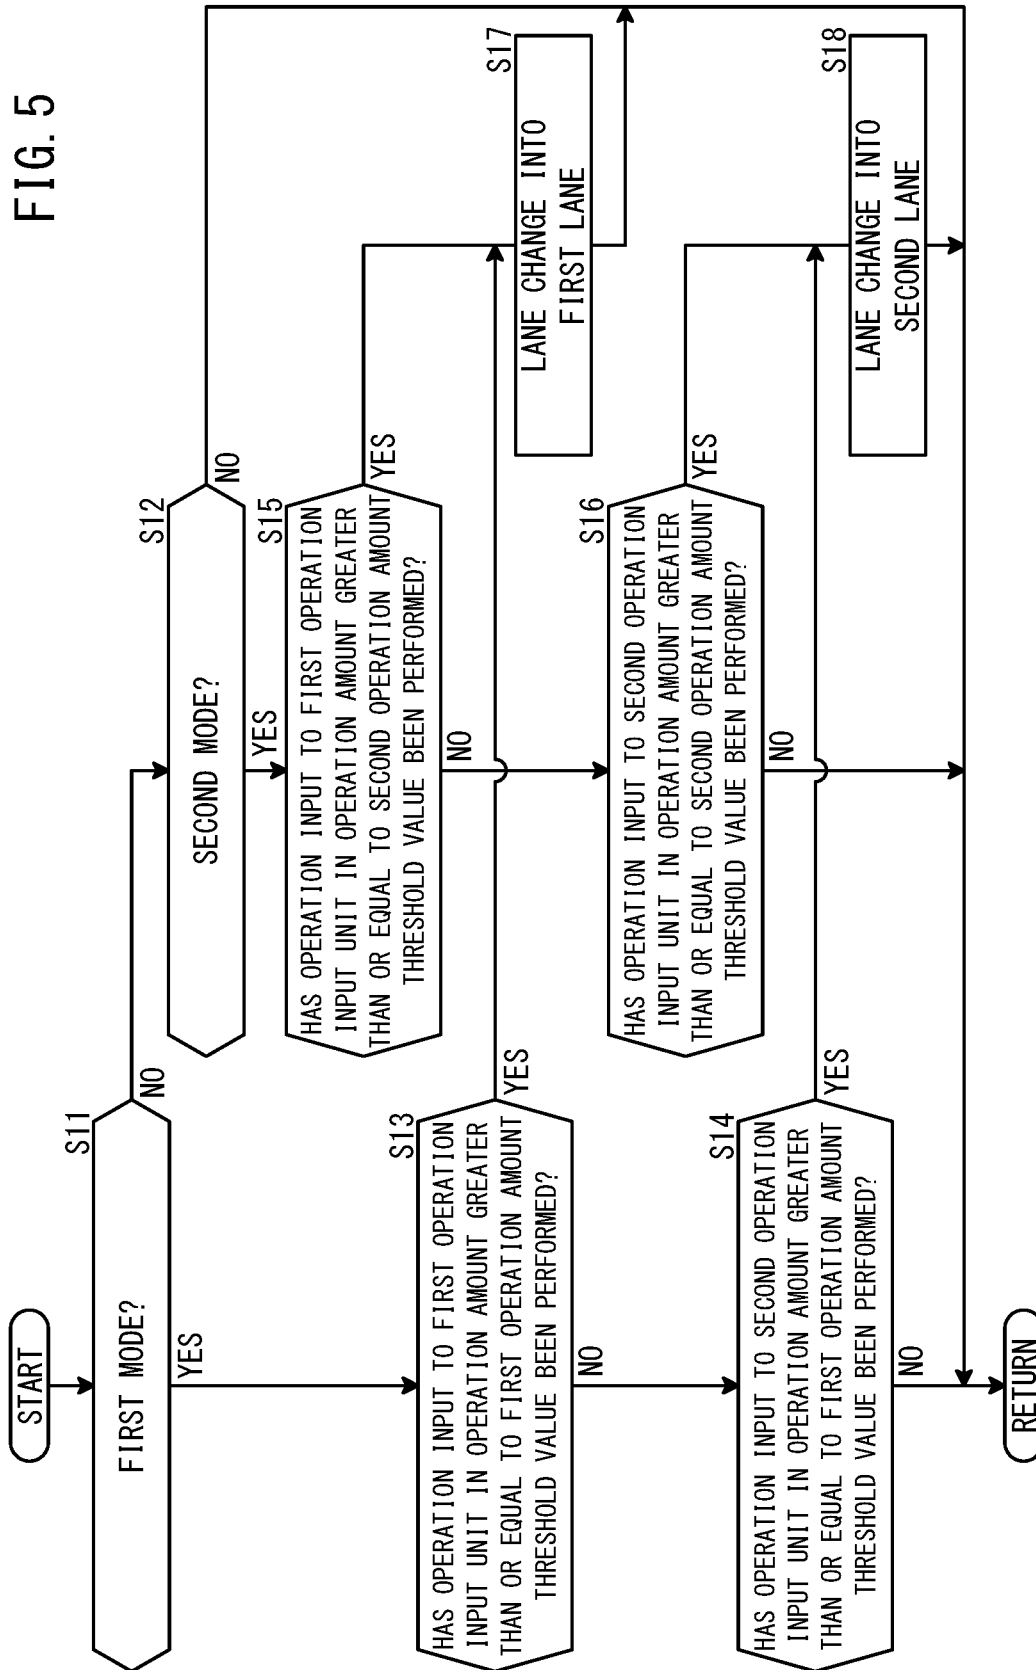 FIG. 5
START
S11
FIRST MODE?
NO
YES
S12
SECOND MODE?
NO
YES
S13
HAS OPERATION INPUT TO FIRST OPERATION
INPUT UNIT IN OPERATION AMOUNT GREATER
THAN OR EQUAL TO FIRST OPERATION AMOUNT
THRESHOLD VALUE BEEN PERFORMED?
YES
NO
S15
HAS OPERATION INPUT TO FIRST OPERATION
INPUT UNIT IN OPERATION AMOUNT GREATER
THAN OR EQUAL TO SECOND OPERATION AMOUNT
THRESHOLD VALUE BEEN PERFORMED?
YES
NO
S17
LANE CHANGE INTO
FIRST LANE
S14
HAS OPERATION INPUT TO SECOND OPERATION
INPUT UNIT IN OPERATION AMOUNT GREATER
THAN OR EQUAL TO FIRST OPERATION AMOUNT
THRESHOLD VALUE BEEN PERFORMED?
YES
NO
S16
HAS OPERATION INPUT TO SECOND OPERATION
INPUT UNIT IN OPERATION AMOUNT GREATER
THAN OR EQUAL TO SECOND OPERATION AMOUNT
THRESHOLD VALUE BEEN PERFORMED?
YES
NO
S18
LANE CHANGE INTO
SECOND LANE
RETURN